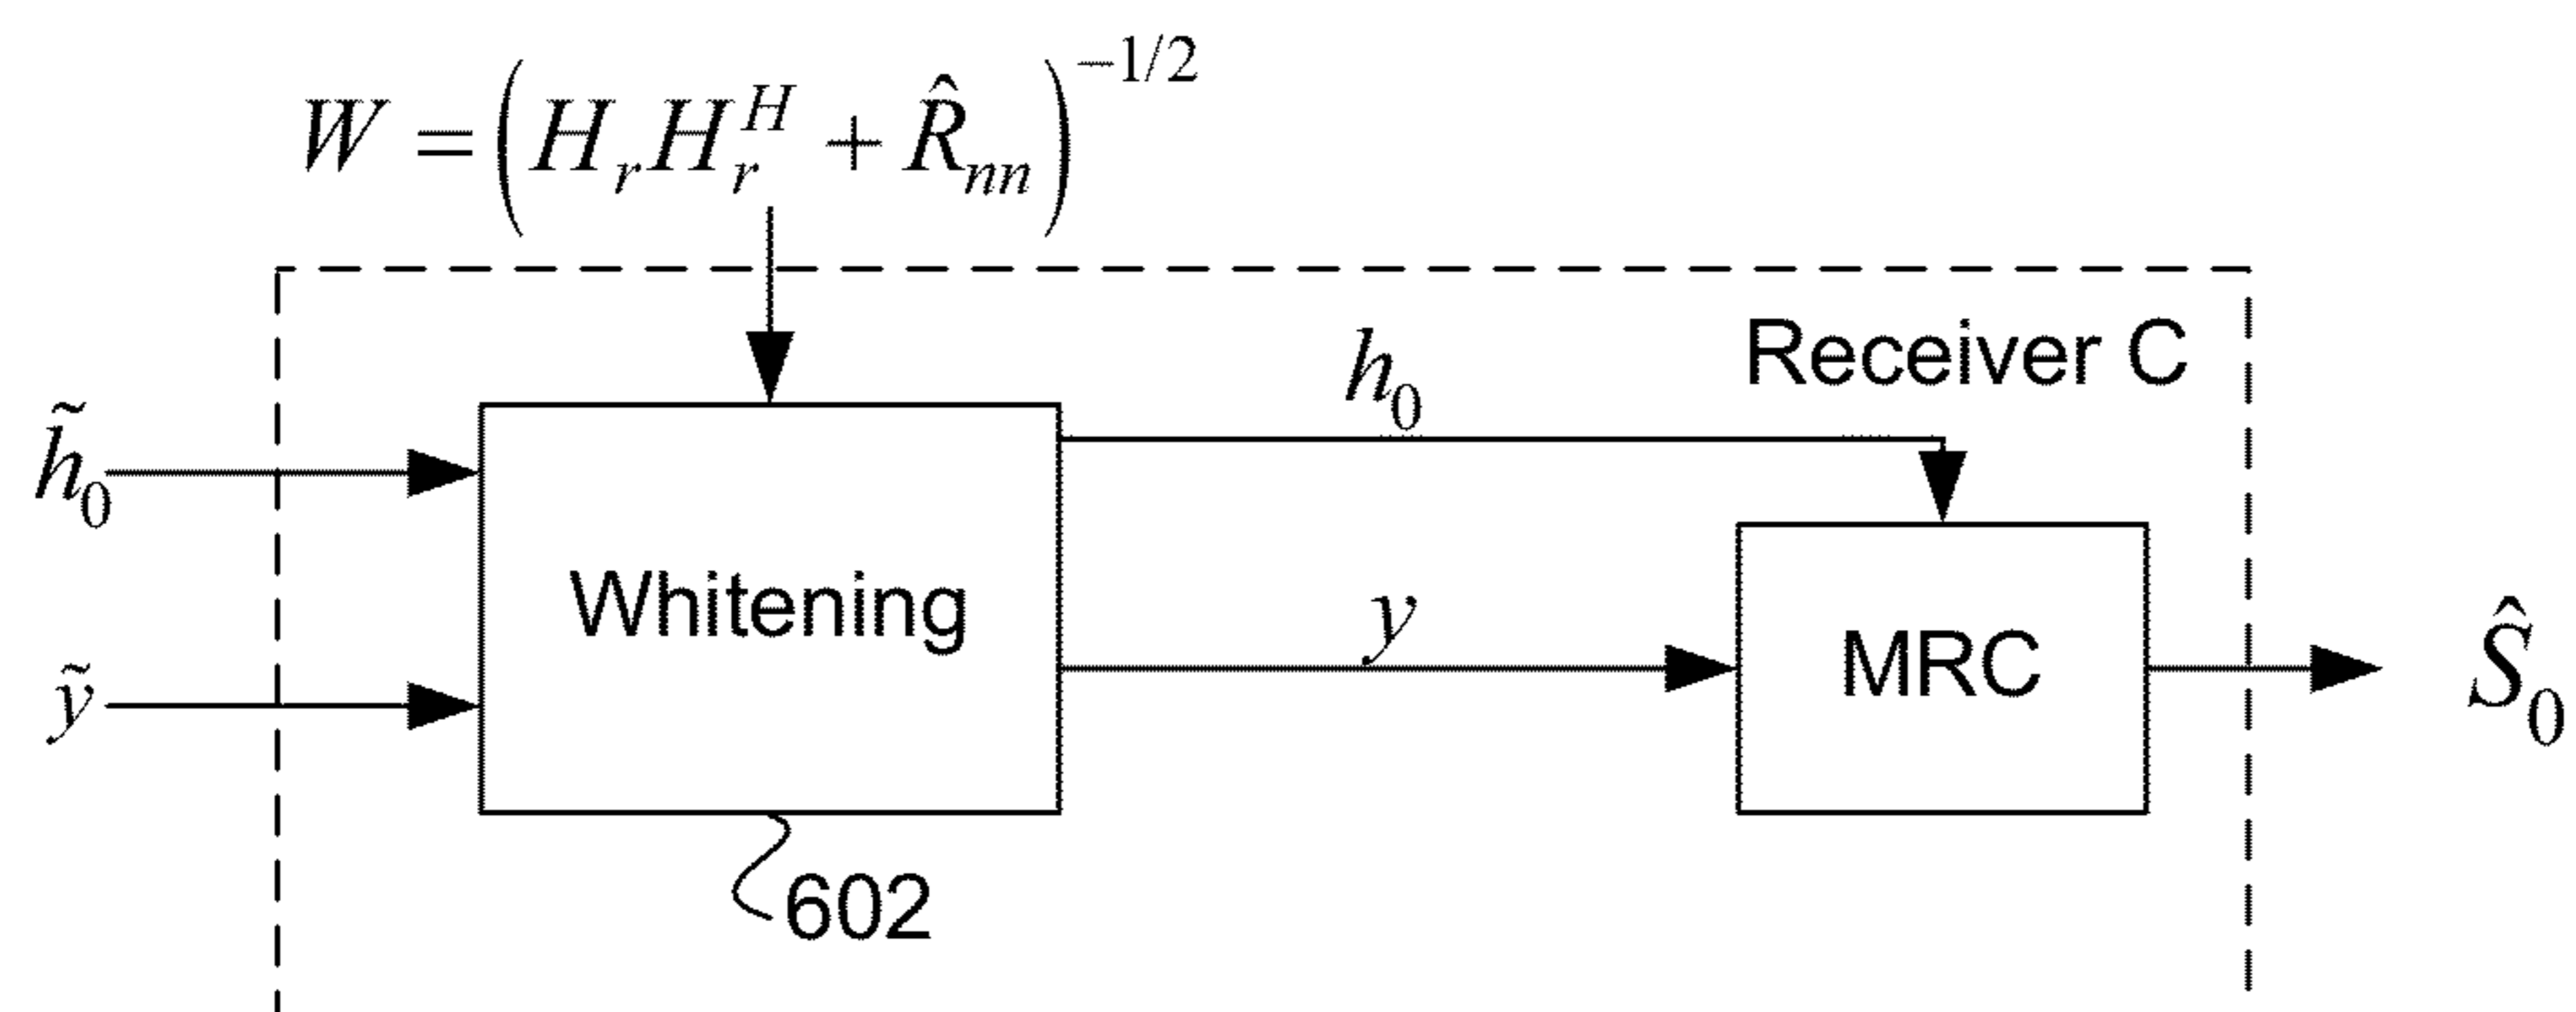 W = (H_r H_r^H + R̂_nn)^{-1/2}
Receiver C
h_0
h̃_0
Whitening
y
MRC
ỹ
Ŝ_0
602